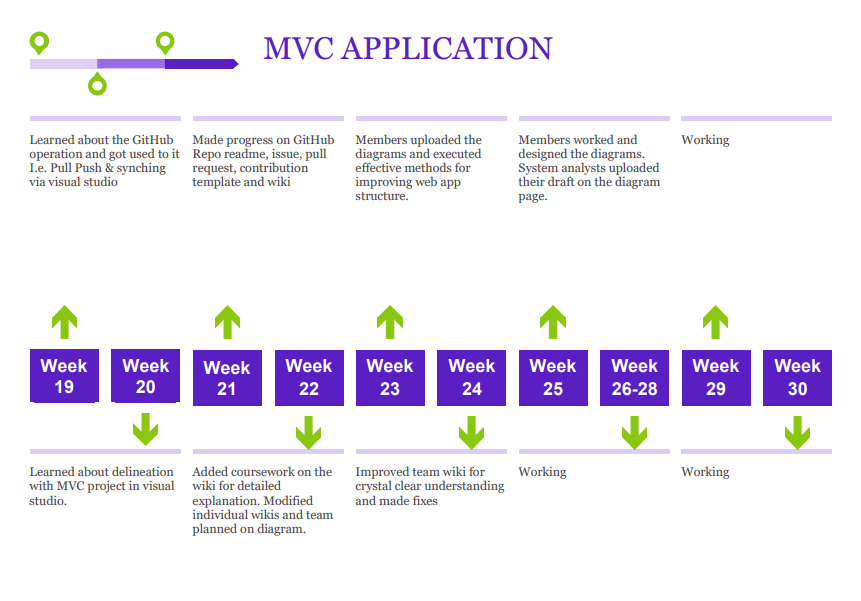 MVC APPLICATION
Learned about the GitHub
operation and got used to it
I.e. Pull Push & synching
via visual studio
Made progress on GitHub
Repo readme, issue, pull
request, contribution
template and wiki
Members uploaded the
diagrams and executed
effective methods for
improving web app
structure.
Members worked and
designed the diagrams.
System analysts uploaded
their draft on the diagram
page.
Working
Week
19
Week
20
Week
21
Week
22
Week
23
Week
24
Week
25
Week
26-28
Week
29
Week
30
Learned about delineation
with MVC project in visual
studio.
Added coursework on the
wiki for detailed
explanation. Modified
individual wikis and team
planned on diagram.
Improved team wiki for
crystal clear understanding
and made fixes
Working
Working